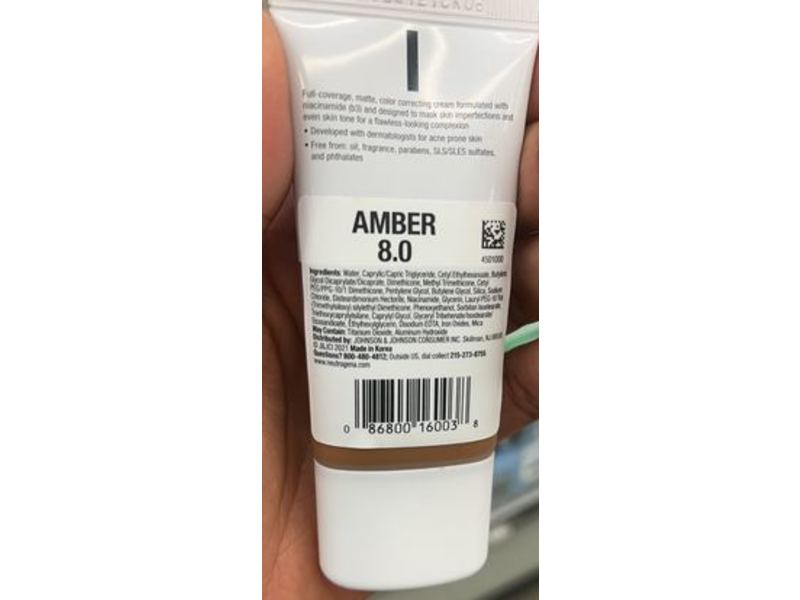 Full-coverage, matte, color correcting cream formulated with
niacinamide (b3) and designed to mask skin imperfections and
even skin tone for a flawless-looking complexion
• Developed with dermatologists for acne prone skin
• Free from: oil, fragrance, parabens, SLS/SLES sulfates,
and phthalates
AMBER
8.0
4501000
Ingredients: Water, Caprylic/Capric Triglyceride, Cetyl Ethylhexanoate, Butylene
Glycol Dicaprylate/Dicaprate, Dimethicone, Methyl Trimethicone, Cetyl
PEG/PPG-10/1 Dimethicone, Pentylene Glycol, Butylene Glycol, Silica, Sodium
Chloride, Disteardimonium Hectorite, Niacinamide, Glycerin, Lauryl PEG-10 Tris
(Trimethylsiloxy) silylethyl Dimethicone, Phenoxyethanol, Sorbitan Isostearate,
Triethoxycaprylylsilane, Caprylyl Glycol, Glyceryl
Ethylhexylglycerin, Disodium EDTA, Iron Oxides, Mica
May Contain: Titanium Dioxide, Aluminum Hydroxide
Distributed by: JOHNSON & JOHNSON CONSUMER INC. Skillman, NJ
© J&JCI 2021 Made in Korea
Questions? 800-480-4812; Outside US, dial collect 215-273-8755
www.neutrogena.com
0 86800 16003 8